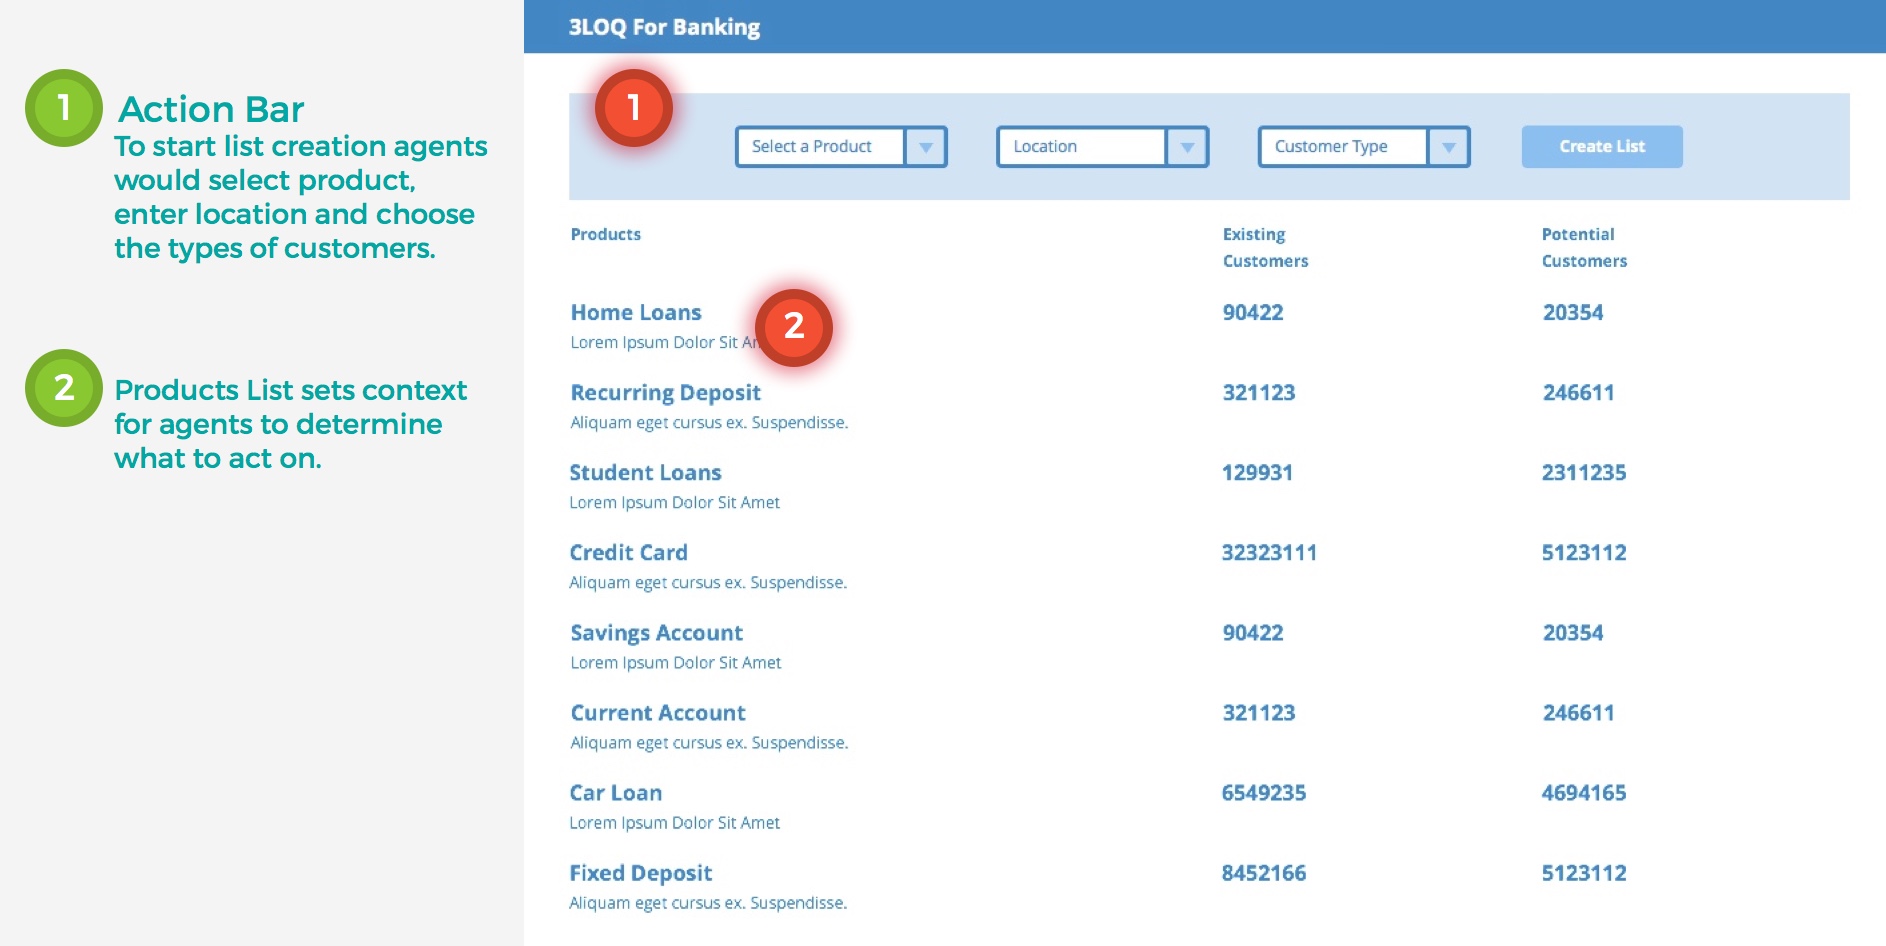 1
Action Bar
To start list creation agents
would select product,
enter location and choose
the types of customers.
2
Products List sets context
for agents to determine
what to act on.
3LOQ For Banking
1
Select a Product
Location
Customer Type
Create List
Products
Existing
Customers
Potential
Customers
Home Loans
90422
20354
Lorem Ipsum Dolor Sit
2
Recurring Deposit
321123
246611
Aliquam eget cursus ex. Suspendisse.
Student Loans
129931
2311235
Lorem Ipsum Dolor Sit Amet
Credit Card
32323111
5123112
Aliquam eget cursus ex. Suspendisse.
Savings Account
90422
20354
Lorem Ipsum Dolor Sit Amet
Current Account
321123
246611
Aliquam eget cursus ex. Suspendisse.
Car Loan
6549235
4694165
Lorem Ipsum Dolor Sit Amet
Fixed Deposit
8452166
5123112
Aliquam eget cursus ex. Suspendisse.